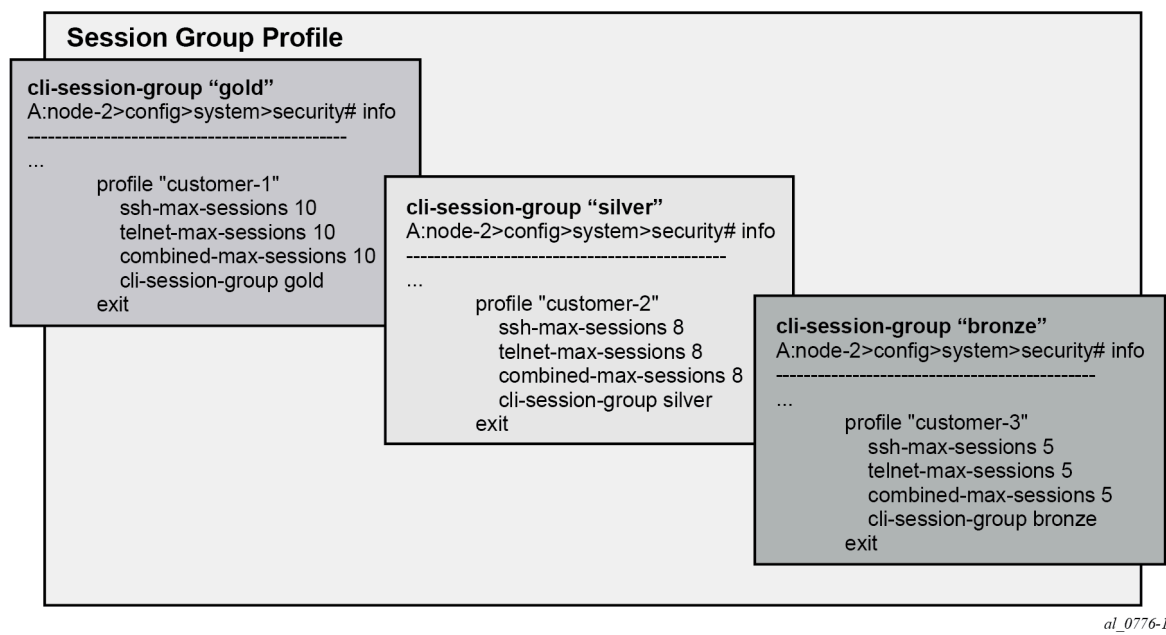 Session Group Profile
cli-session-group “gold”
A:node-2>config>system>security# info
----------------------------------------------
...
profile "customer-1"
ssh-max-sessions 10
telnet-max-sessions 10
combined-max-sessions 10
cli-session-group gold
exit
cli-session-group “silver”
A:node-2>config>system>security# info
----------------------------------------------
...
profile "customer-2"
ssh-max-sessions 8
telnet-max-sessions 8
combined-max-sessions 8
cli-session-group silver
exit
cli-session-group “bronze”
A:node-2>config>system>security# info
----------------------------------------------
...
profile "customer-3"
ssh-max-sessions 5
telnet-max-sessions 5
combined-max-sessions 5
cli-session-group bronze
exit
al_0776-1